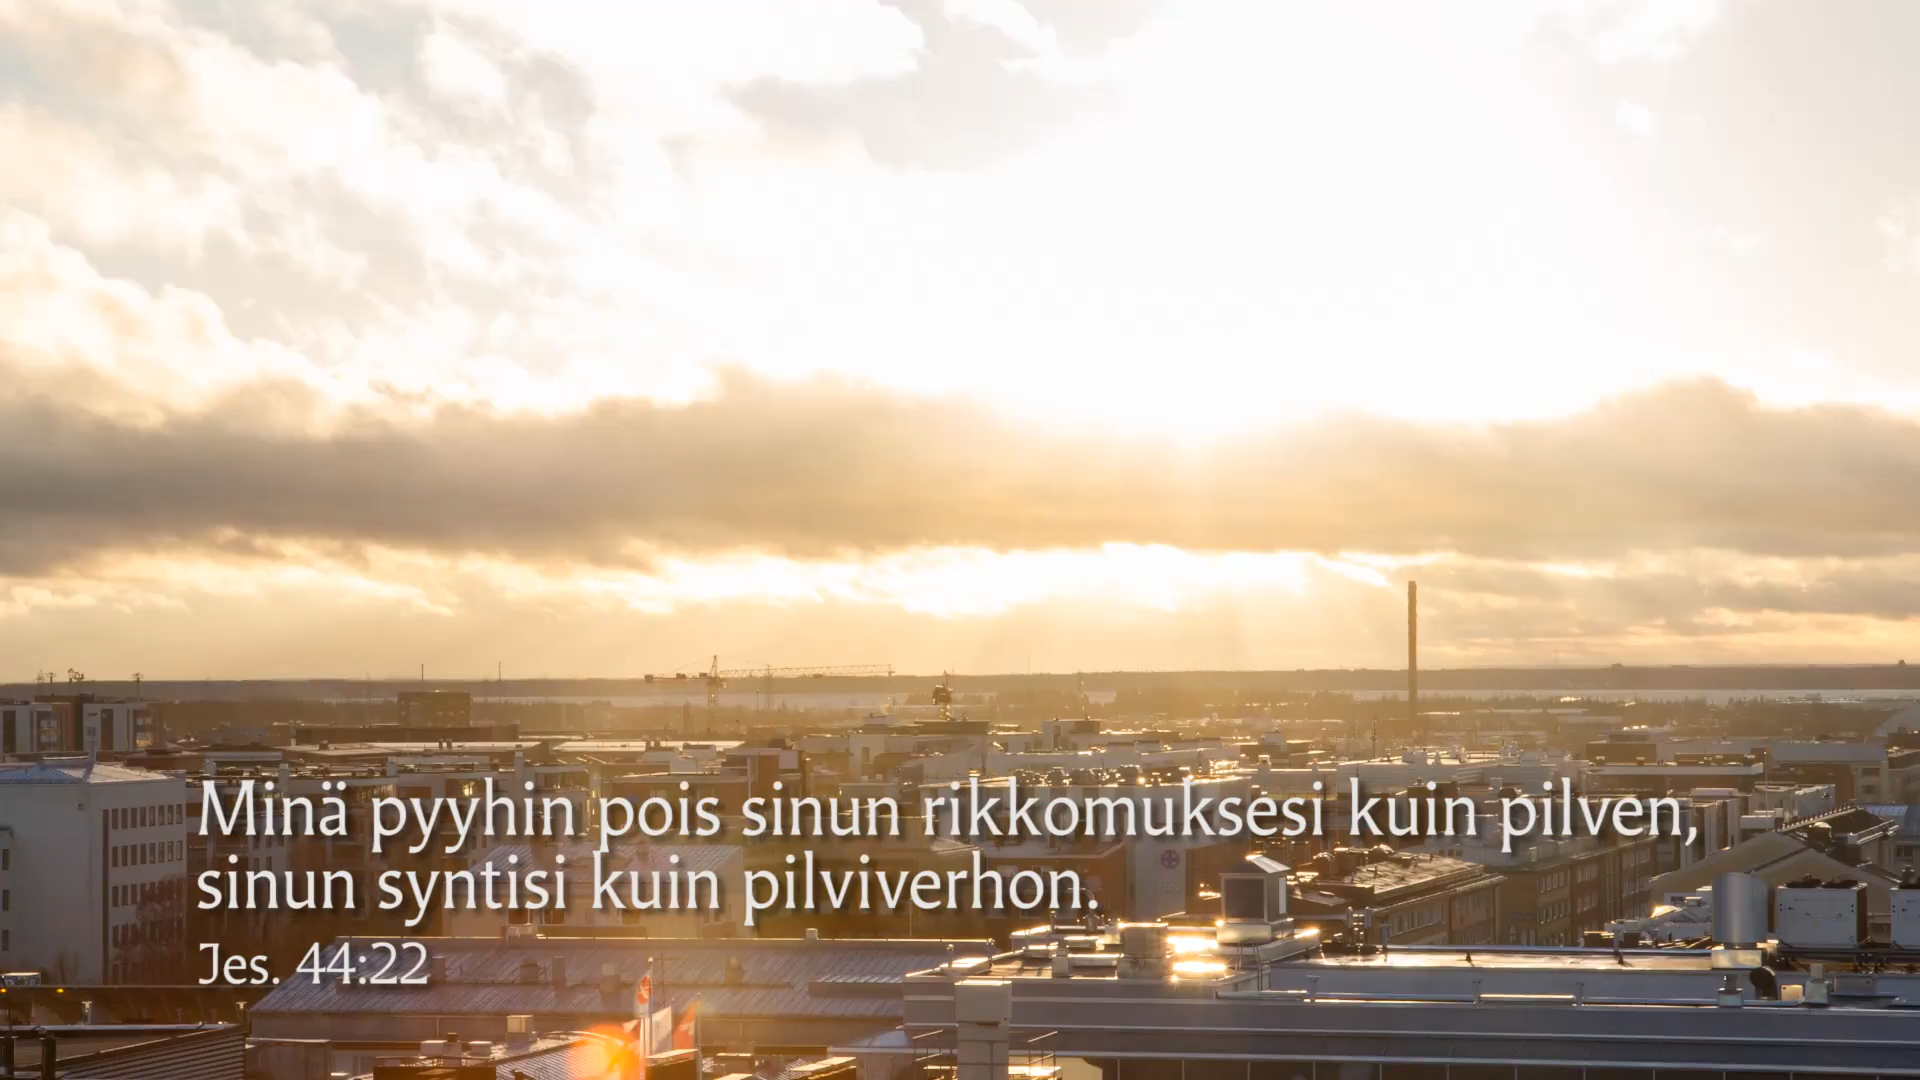 Minä pyyhin pois sinun rikkomuksesi kuin pilven,
sinun syntisi kuin pilviverhon.
Jes. 44:22